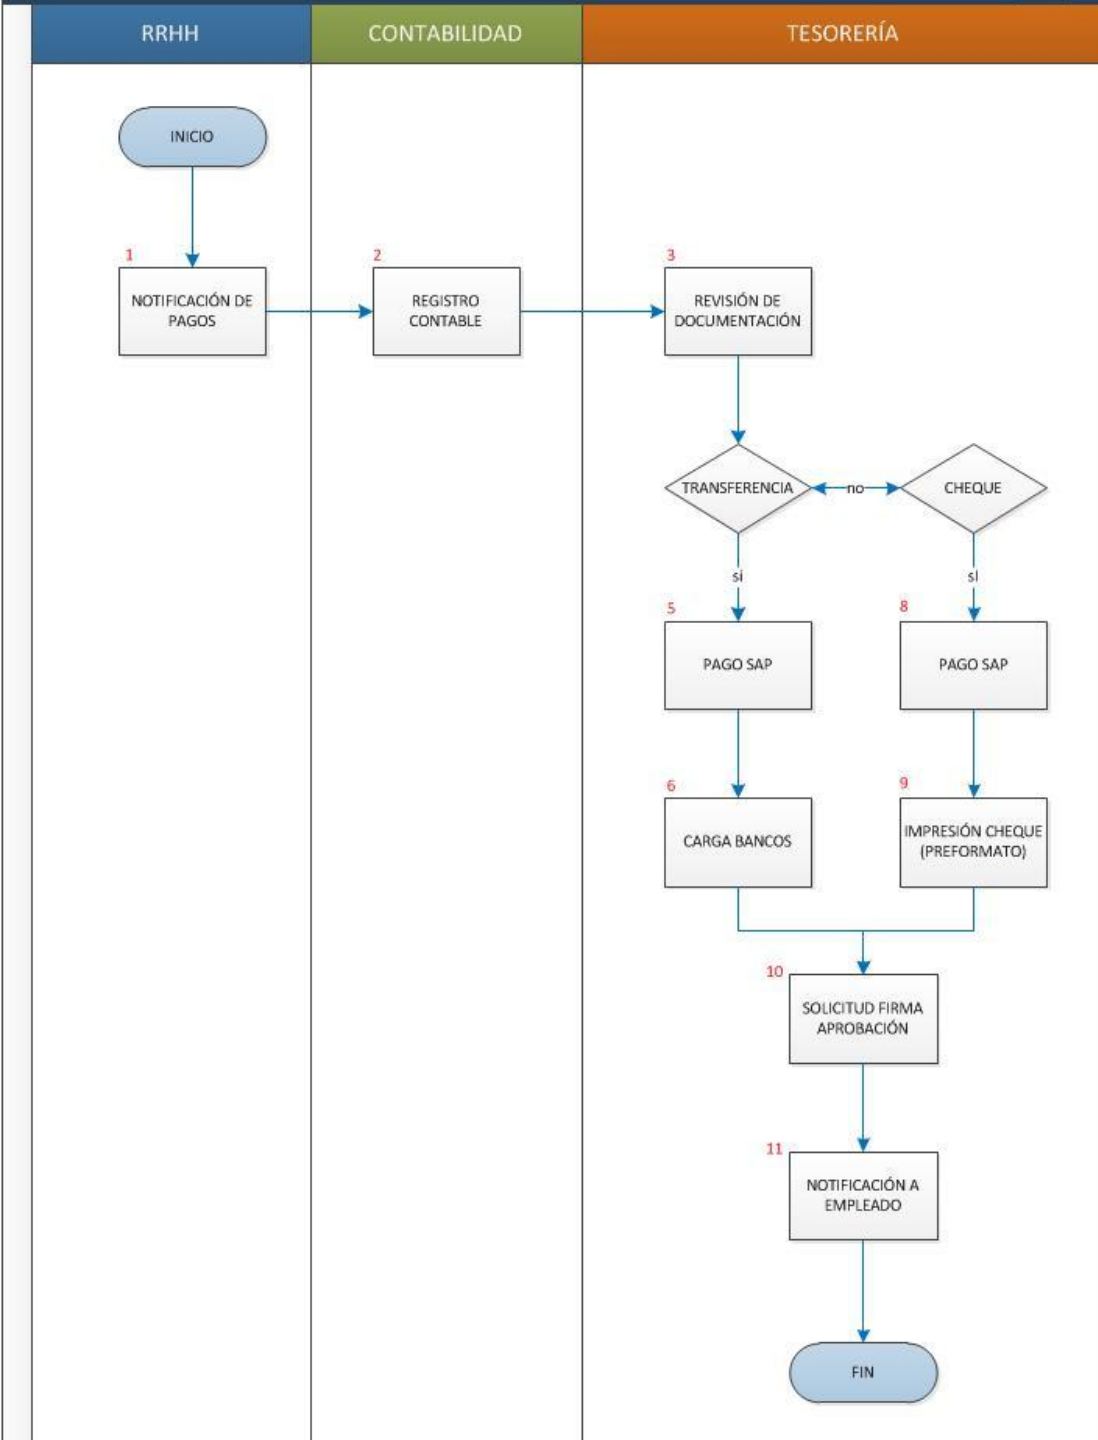 RRHH
CONTABILIDAD
TESORERÍA
INICIO
1
NOTIFICACIÓN DE
PAGOS
2
REGISTRO
CONTABLE
3
REVISIÓN DE
DOCUMENTACIÓN
TRANSFERENCIA
no
CHEQUE
si
si
5
PAGO SAP
8
PAGO SAP
6
CARGA BANCOS
9
IMPRESIÓN CHEQUE
(PREFORMATO)
10
SOLICITUD FIRMA
APROBACIÓN
11
NOTIFICACIÓN A
EMPLEADO
FIN